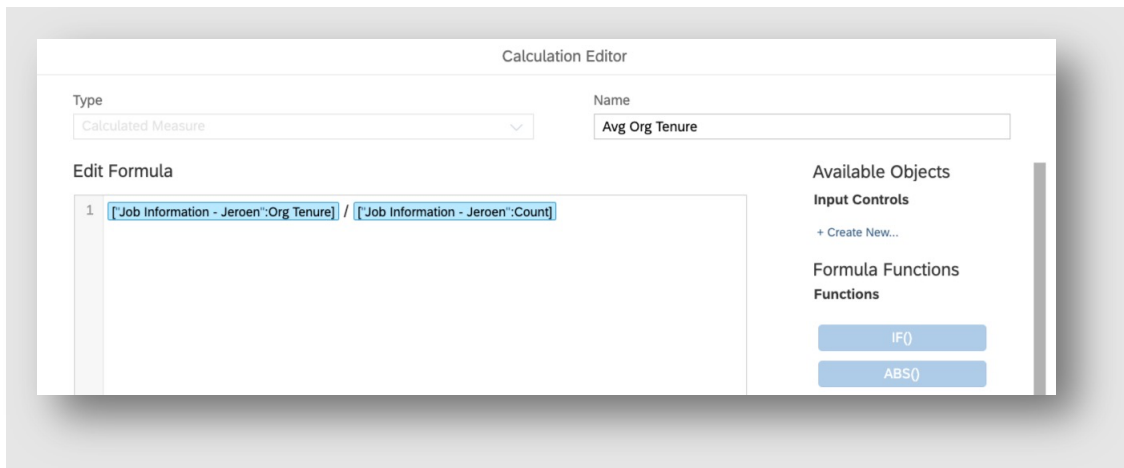 Calculation Editor
Type
Name
Calculated Measure
Avg Org Tenure
Edit Formula
Available Objects
1 ["Job Information - Jeroen":Org Tenure] / ["Job Information - Jeroen":Count]
Input Controls
+ Create New...
Formula Functions
Functions
IF()
ABS()